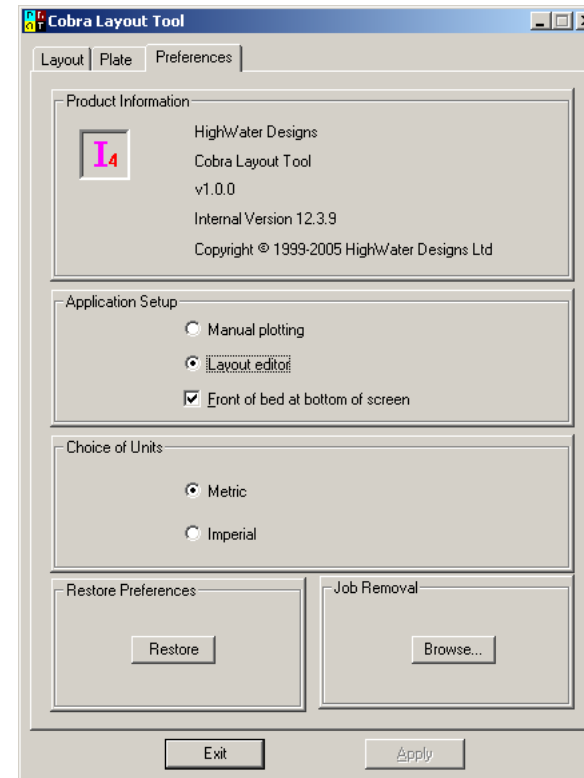 Cobra Layout Tool
Layout Plate Preferences
Product Information
I4
HighWater Designs
Cobra Layout Tool
v1.0.0
Internal Version 12.3.9
Copyright © 1999-2005 HighWater Designs Ltd
Application Setup
Manual plotting
Layout editor
Front of bed at bottom of screen
Choice of Units
Metric
Imperial
Restore Preferences
Restore
Job Removal
Browse...
Exit
Apply